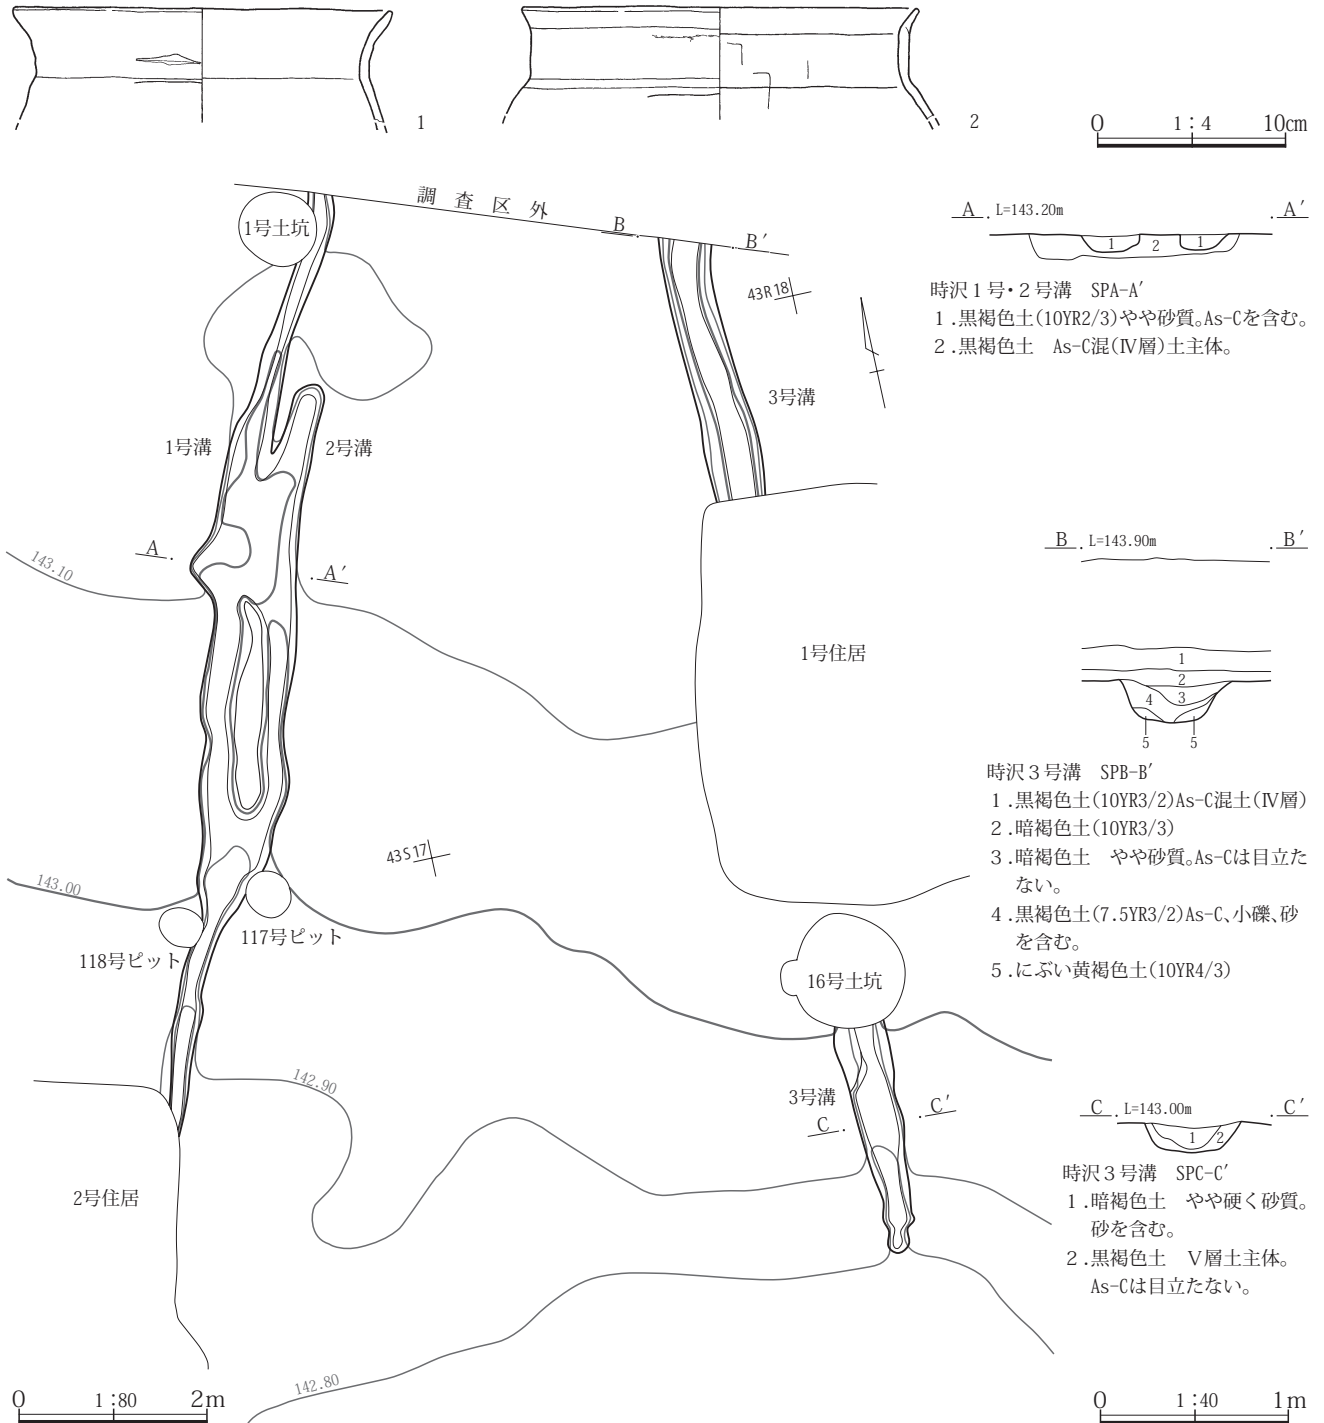 1
2
0 1:4 10cm
調査区外
1号土坑
B .
. B′
43R18
3号溝
1号溝
2号溝
A .
. A′
143.10
1号住居
43S17
143.00
117号ピット
118号ピット
16号土坑
142.90
3号溝
C .
. C′
2号住居
142.80
0 1:80 2m
A . L=143.20m . A′
1 2 1
時沢1号・2号溝 SPA-A′
1.黒褐色土(10YR2/3)やや砂質。As-Cを含む。
2.黒褐色土 As-C混(Ⅳ層)土主体。
B . L=143.90m . B′
1
2
3
4
5 5
時沢3号溝 SPB-B′
1.黒褐色土(10YR3/2)As-C混土(Ⅳ層)
2.暗褐色土(10YR3/3)
3.暗褐色土 やや砂質。As-Cは目立た
ない。
4.黒褐色土(7.5YR3/2)As-C、小礫、砂
を含む。
5.にぶい黄褐色土(10YR4/3)
C . L=143.00m . C′
1 2
時沢3号溝 SPC-C′
1.暗褐色土 やや硬く砂質。
砂を含む。
2.黒褐色土 Ⅴ層土主体。
As-Cは目立たない。
0 1:40 1m